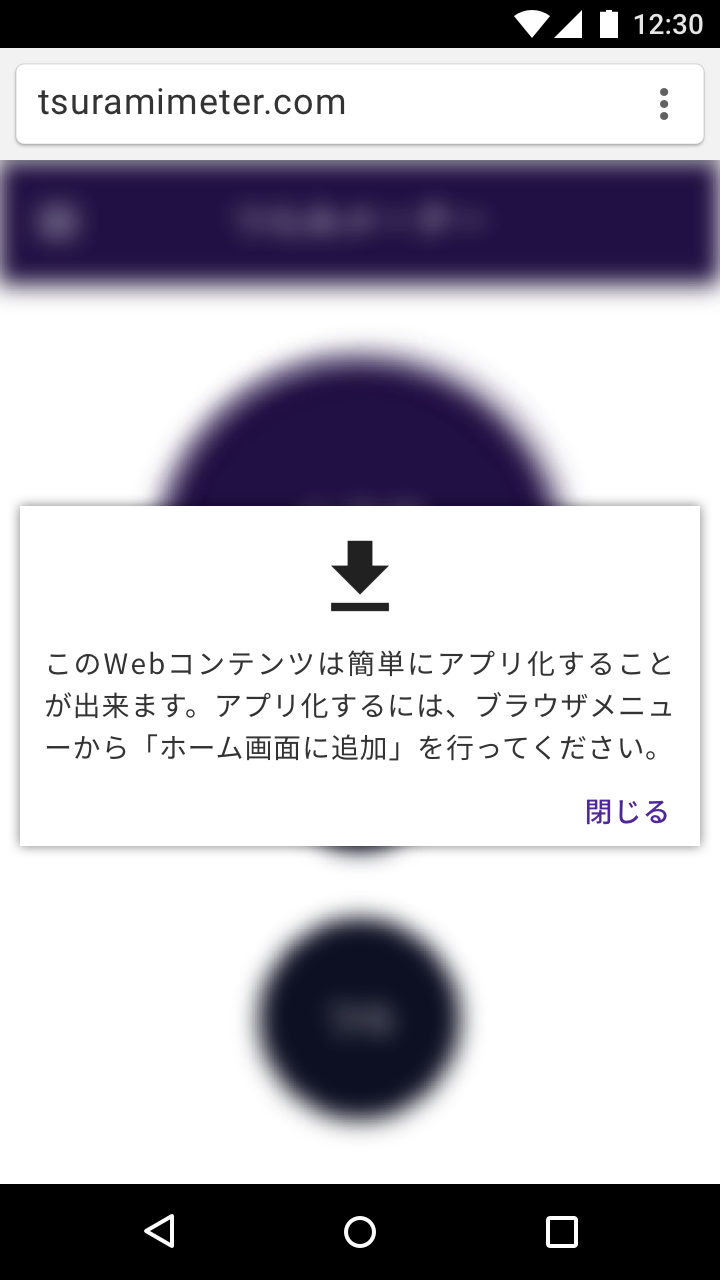 12:30
tsuramimeter.com
このWebコンテンツは簡単にアプリ化すること
が出来ます。アプリ化するには、ブラウザメニュ
ーから「ホーム画面に追加」を行ってください。
閉じる